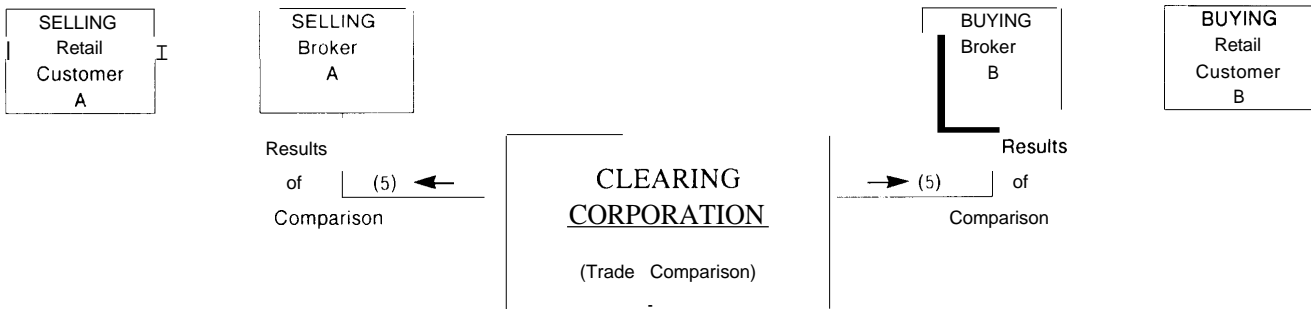 SELLING
Retail
Customer
A
SELLING
Broker
A
BUYING
Broker
B
BUYING
Retail
Customer
B
Results
of
Comparison
(5)
CLEARING
CORPORATION
(Trade Comparison)
-
(5)
Results
of
Comparison